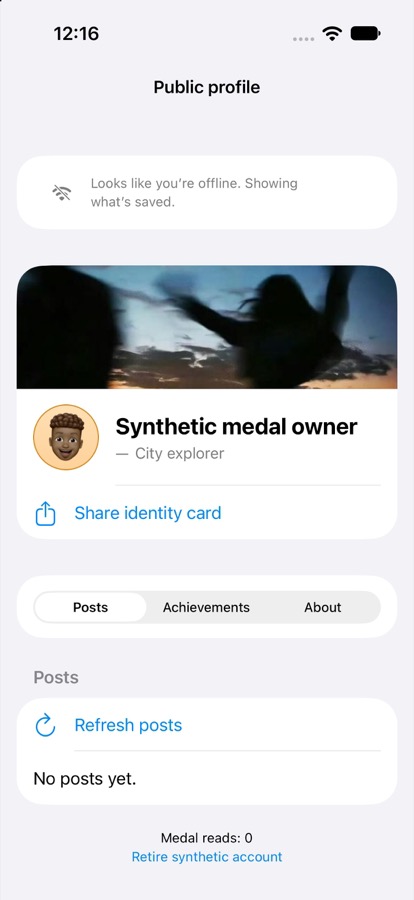 12:16
Public profile
Looks like you're offline. Showing
what's saved.
Synthetic medal owner
— City explorer
Share identity card
Posts
Achievements
About
Posts
Refresh posts
No posts yet.
Medal reads: 0
Retire synthetic account